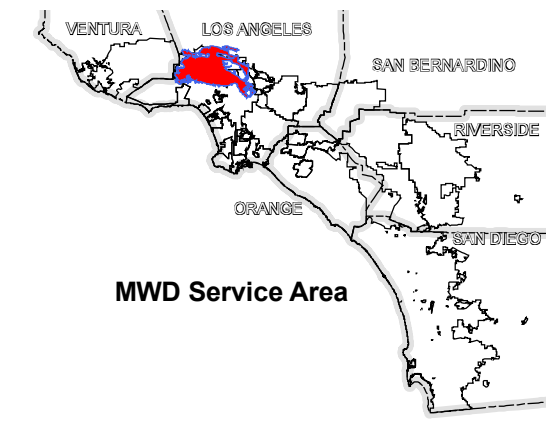 VENTURA
LOS ANGELES
SAN BERNARDINO
RIVERSIDE
ORANGE
SAN DIEGO
MWD Service Area